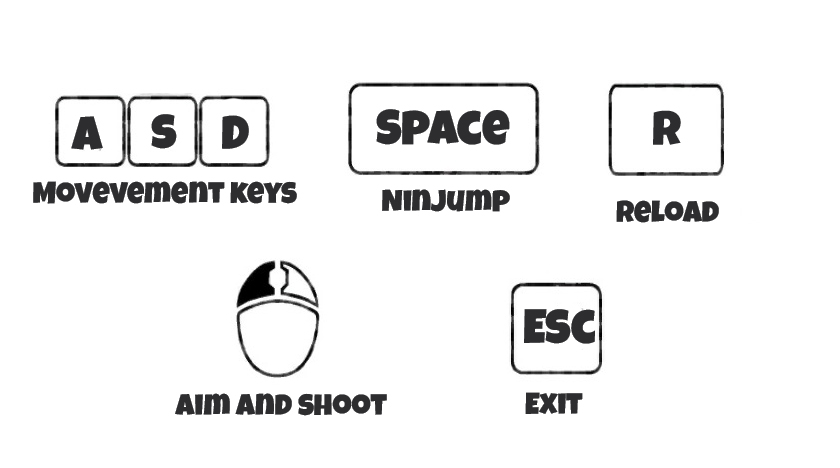 A S D
SPACE
R
MOVEVEMENT KEYS
NINJUMP
RELOAD
ESC
AIM AND SHOOT
EXIT